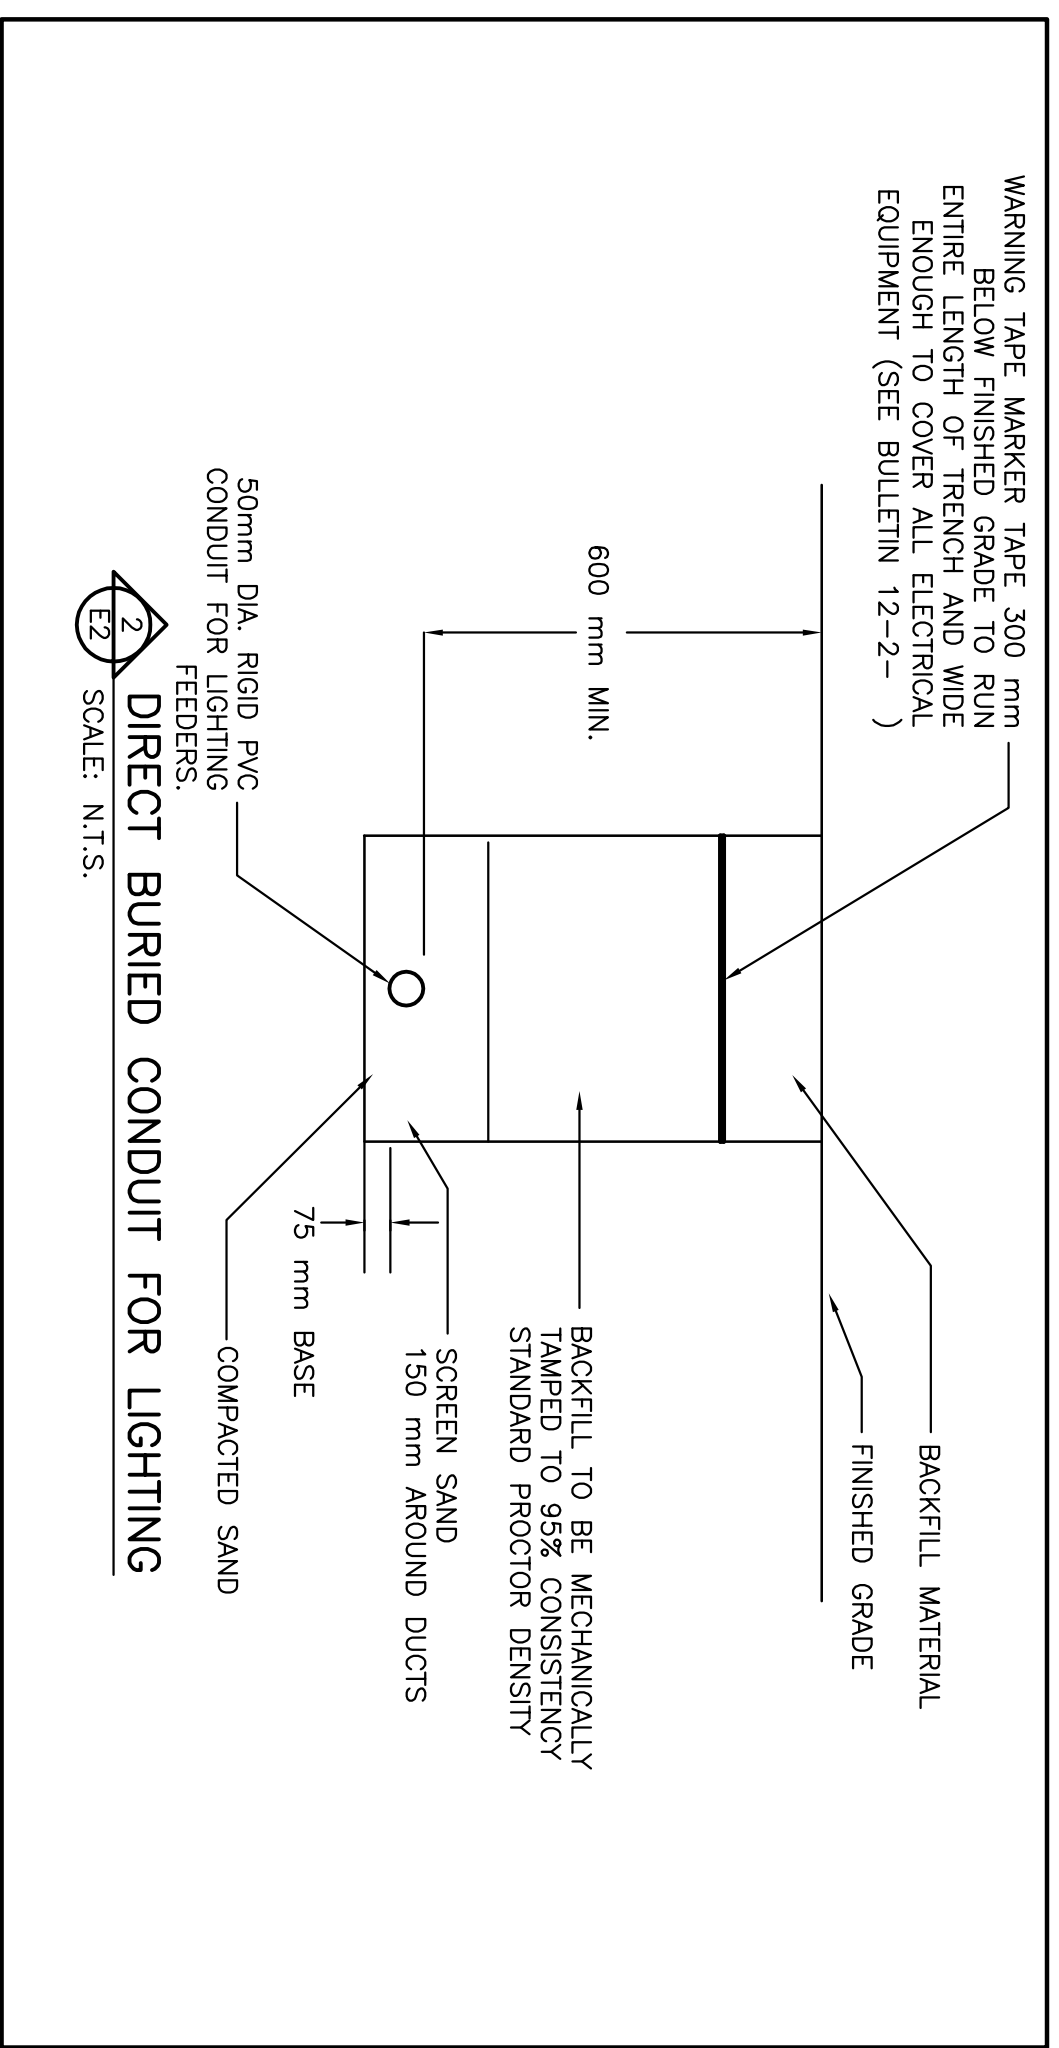 WARNING TAPE MARKER TAPE 300 mm
BELOW FINISHED GRADE TO RUN
ENTIRE LENGTH OF TRENCH AND WIDE
ENOUGH TO COVER ALL ELECTRICAL
EQUIPMENT (SEE BULLETIN 12-2- )
BACKFILL MATERIAL
FINISHED GRADE
600 mm MIN.
BACKFILL TO BE MECHANICALLY
TAMPED TO 95% CONSISTENCY
STANDARD PROCTOR DENSITY
SCREEN SAND
150 mm AROUND DUCTS
75 mm BASE
COMPACTED SAND
50mm DIA. RIGID PVC
CONDUIT FOR LIGHTING
FEEDERS.
2
E2
DIRECT BURIED CONDUIT FOR LIGHTING
SCALE: N.T.S.